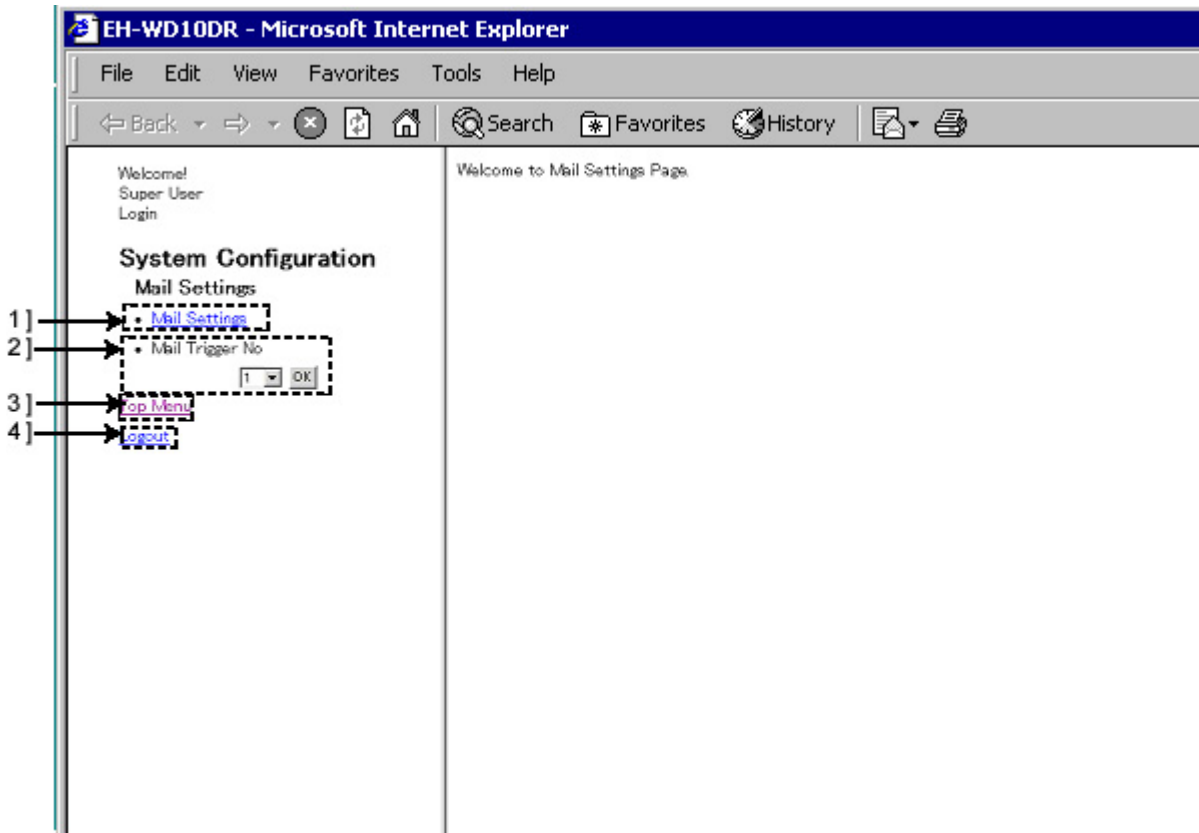 EH-WD10DR - Microsoft Internet Explorer
File Edit View Favorites Tools Help
Back Search Favorites History
Welcome!
Super User
Login
System Configuration
Mail Settings
1] • Mail Settings
2] • Mail Trigger No
1 OK
3] Top Menu
4] Logout
Welcome to Mail Settings Page.